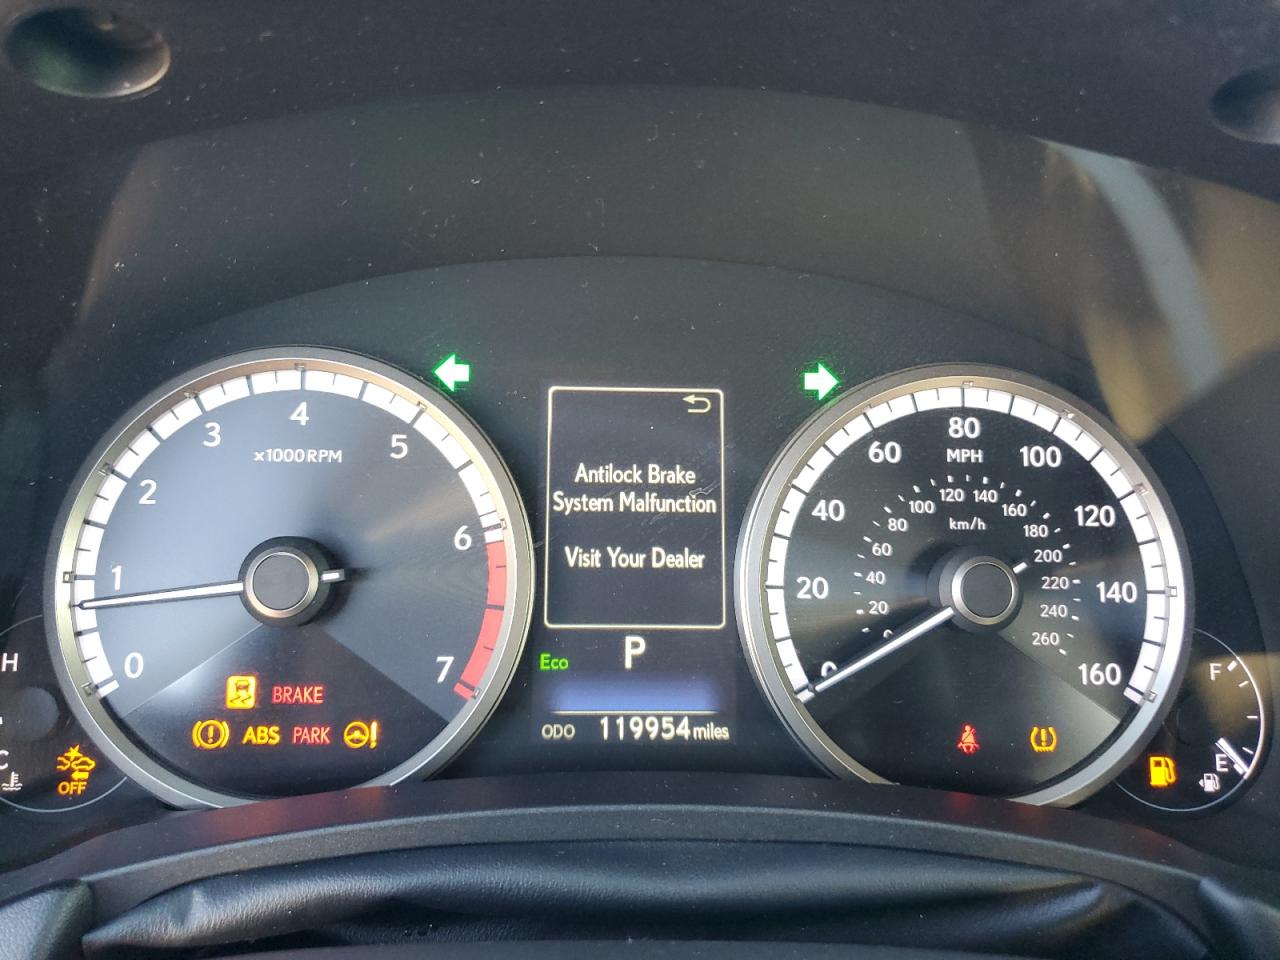 0
1
2
3
4
5
6
7
x1000RPM
BRAKE
ABS PARK
OFF
H
C
Antilock Brake
System Malfunction
Visit Your Dealer
P
Eco
ODO 119954 miles
0
20
40
60
80
100
120
140
160
MPH
20
40
60
80
100
120
140
160
180
200
220
240
260
km/h
F
E